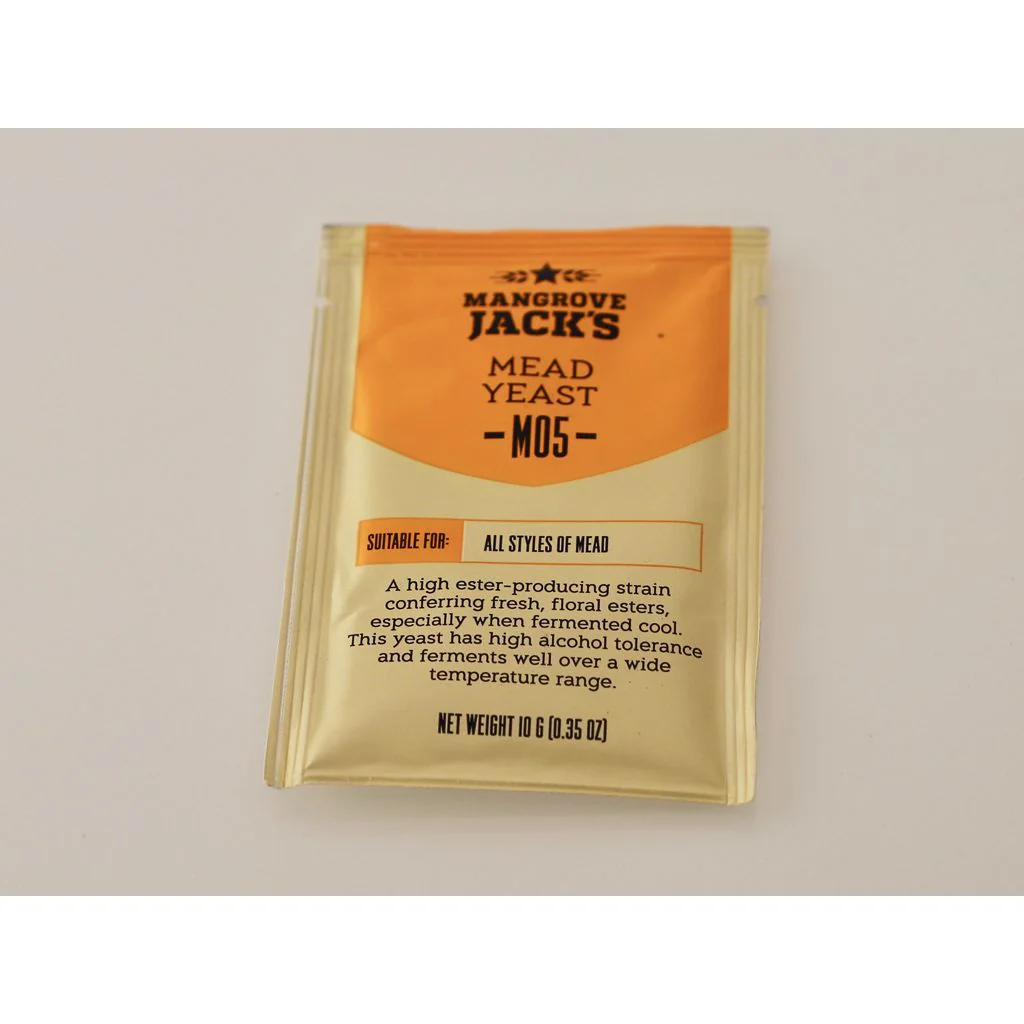 MANGROVE
JACK'S
MEAD
YEAST
-M05-
SUITABLE FOR: ALL STYLES OF MEAD
A high ester-producing strain
conferring fresh, floral esters,
especially when fermented cool.
This yeast has high alcohol tolerance
and ferments well over a wide
temperature range.
NET WEIGHT 10 G (0.35 OZ)